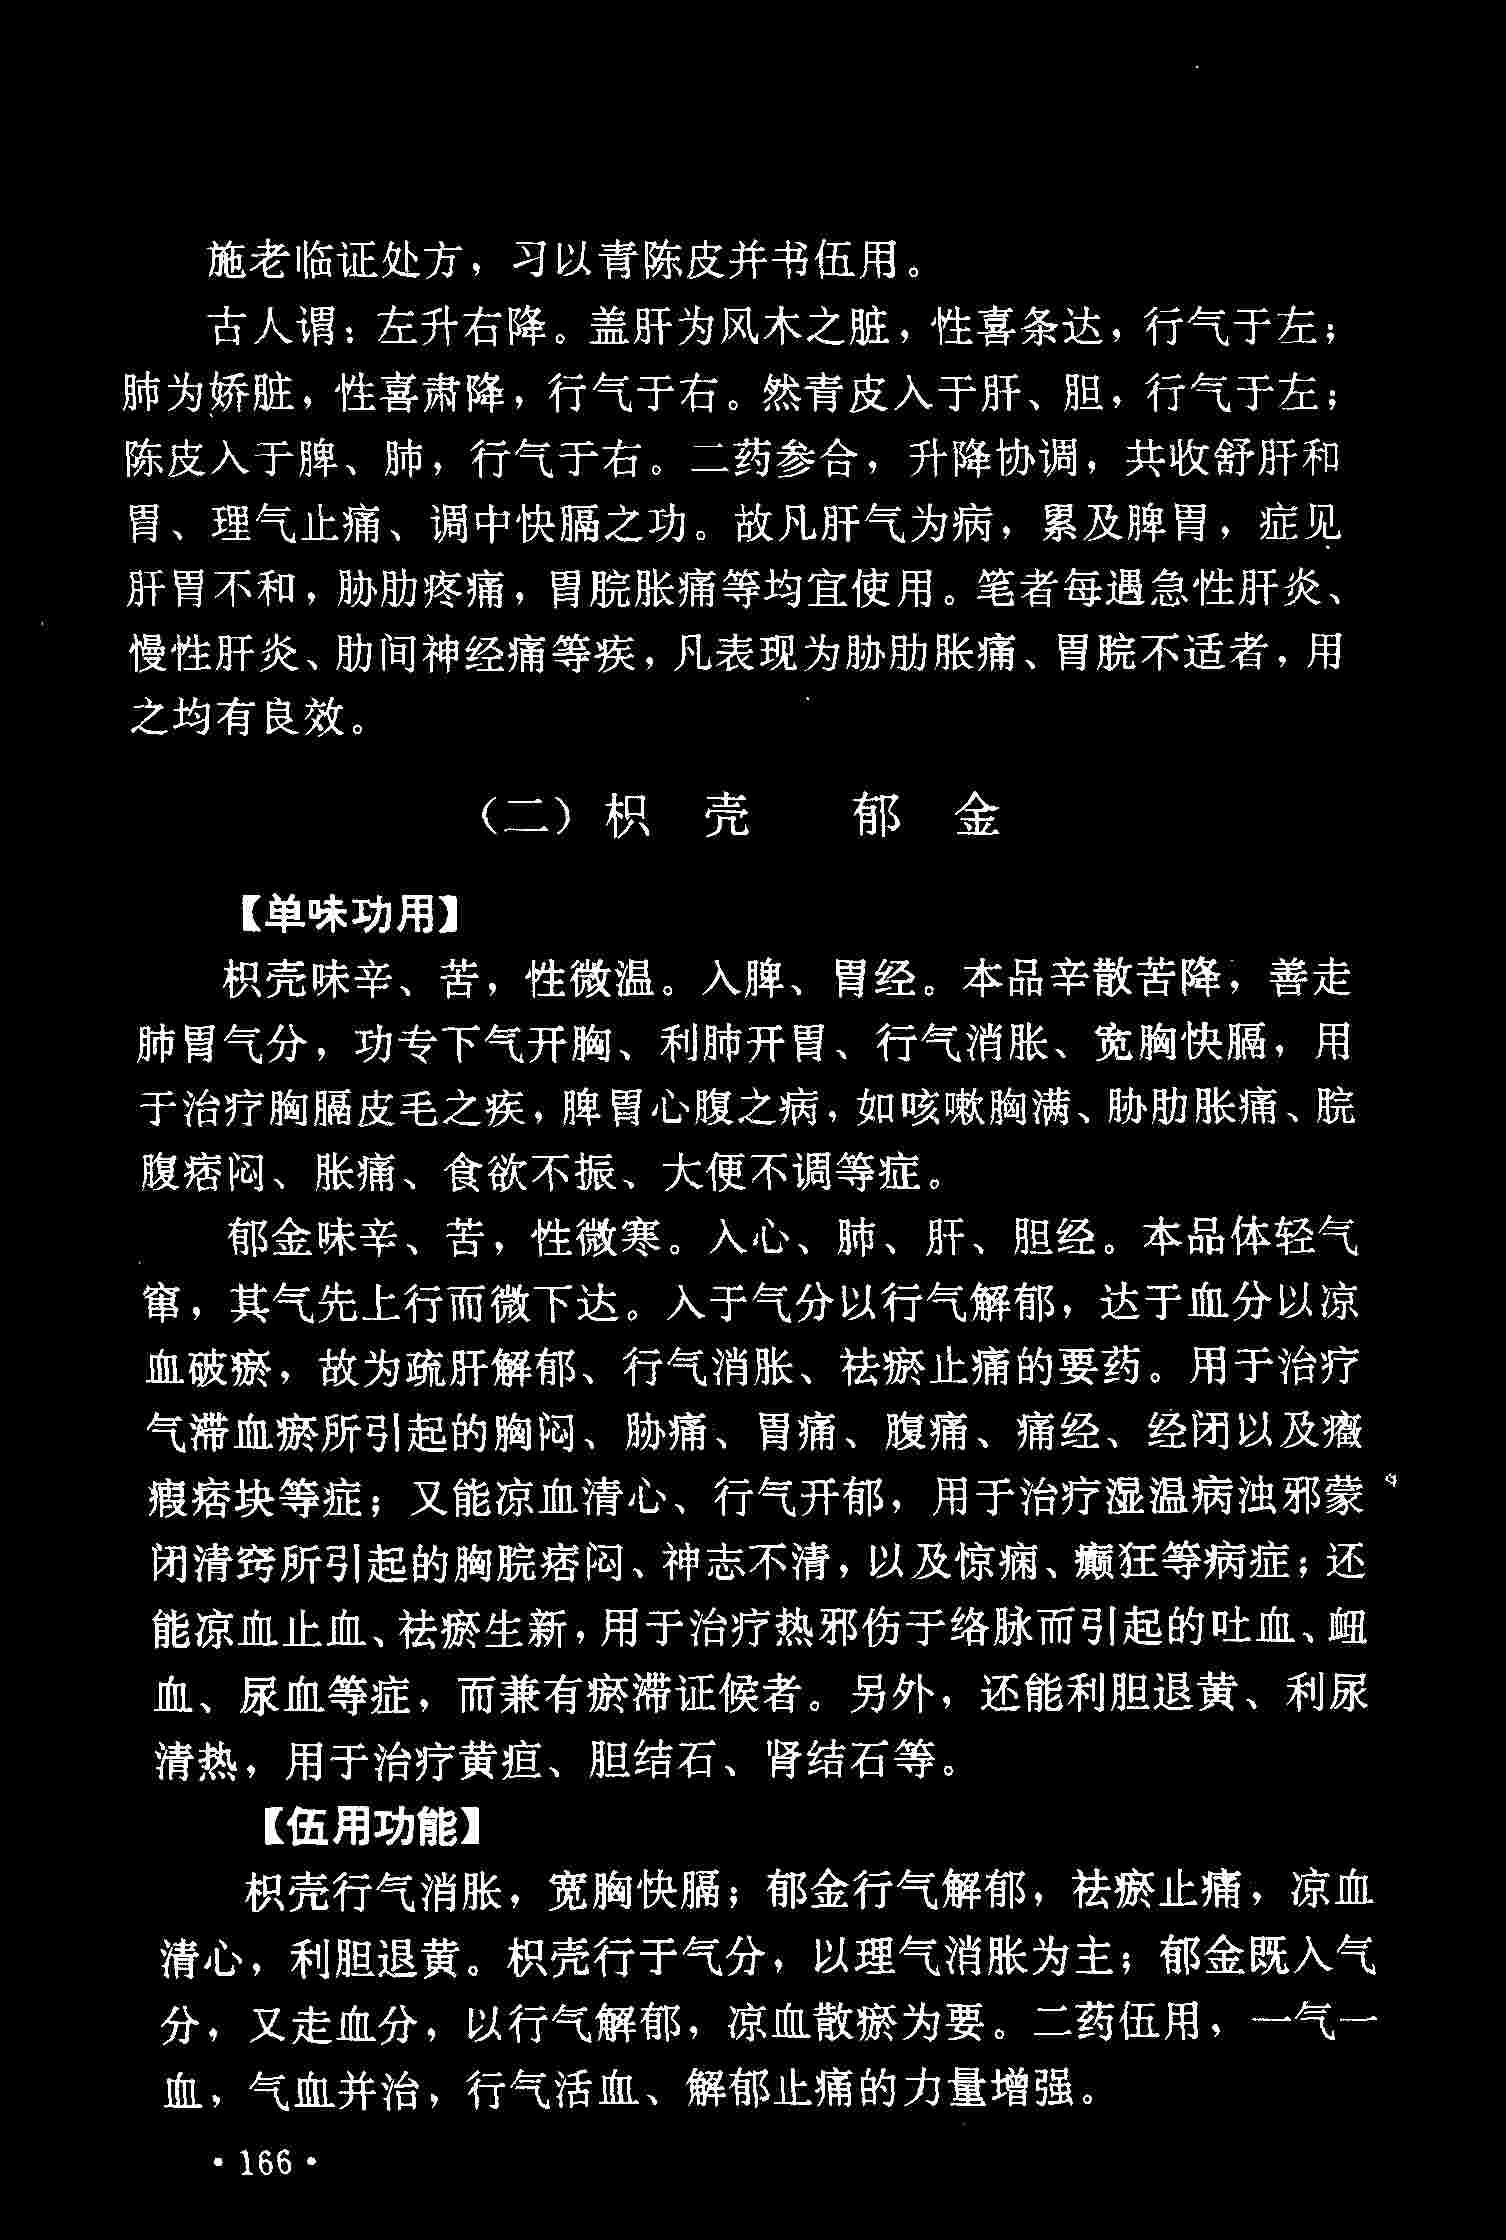 施老临证处方，习以青陈皮并书伍用。
古人谓：左升右降。盖肝为风木之脏，性喜条达，行气于左；
肺为娇脏，性喜肃降，行气于右。然青皮入于肝、胆，行气于左；
陈皮入于脾、肺，行气于右。二药参合，升降协调，共收舒肝和
胃、理气止痛、调中快膈之功。故凡肝气为病，累及脾胃，症见
肝胃不和，胁肋疼痛，胃脘胀痛等均宜使用。笔者每遇急性肝炎、
慢性肝炎、肋间神经痛等疾，凡表现为胁肋胀痛、胃脘不适者，用
之均有良效。
（二）枳 壳 郁 金
【单味功用】
枳壳味辛、苦，性微温。入脾、胃经。本品辛散苦降，善走
肺胃气分，功专下气开胸、利肺开胃、行气消胀、宽胸快膈，用
于治疗胸膈皮毛之疾，脾胃心腹之病，如咳嗽胸满、胁肋胀痛、脘
腹痞闷、胀痛、食欲不振、大便不调等症。
郁金味辛、苦，性微寒。入心、肺、肝、胆经。本品体轻气
窜，其气先上行而微下达。入于气分以行气解郁，达于血分以凉
血破瘀，故为疏肝解郁、行气消胀、祛瘀止痛的要药。用于治疗
气滞血瘀所引起的胸闷、胁痛、胃痛、腹痛、痛经、经闭以及癥
瘕痞块等症；又能凉血清心、行气开郁，用于治疗湿温病浊邪蒙
闭清窍所引起的胸脘痞闷、神志不清，以及惊痫、癫狂等病症；还
能凉血止血、祛瘀生新，用于治疗热邪伤于络脉而引起的吐血、衄
血、尿血等症，而兼有瘀滞证候者。另外，还能利胆退黄、利尿
清热，用于治疗黄疸、胆结石、肾结石等。
【伍用功能】
枳壳行气消胀，宽胸快膈；郁金行气解郁，祛瘀止痛，凉血
清心，利胆退黄。枳壳行于气分，以理气消胀为主；郁金既入气
分，又走血分，以行气解郁，凉血散瘀为要。二药伍用，一气一
血，气血并治，行气活血、解郁止痛的力量增强。
·166·